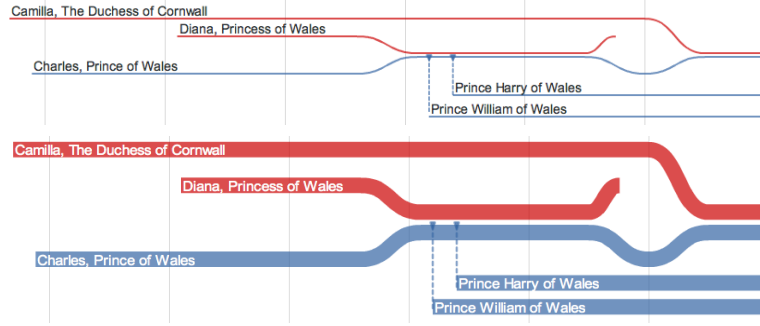 Camilla, The Duchess of Cornwall
Diana, Princess of Wales
Charles, Prince of Wales
Prince Harry of Wales
Prince William of Wales
Camilla, The Duchess of Cornwall
Diana, Princess of Wales
Charles, Prince of Wales
Prince Harry of Wales
Prince William of Wales